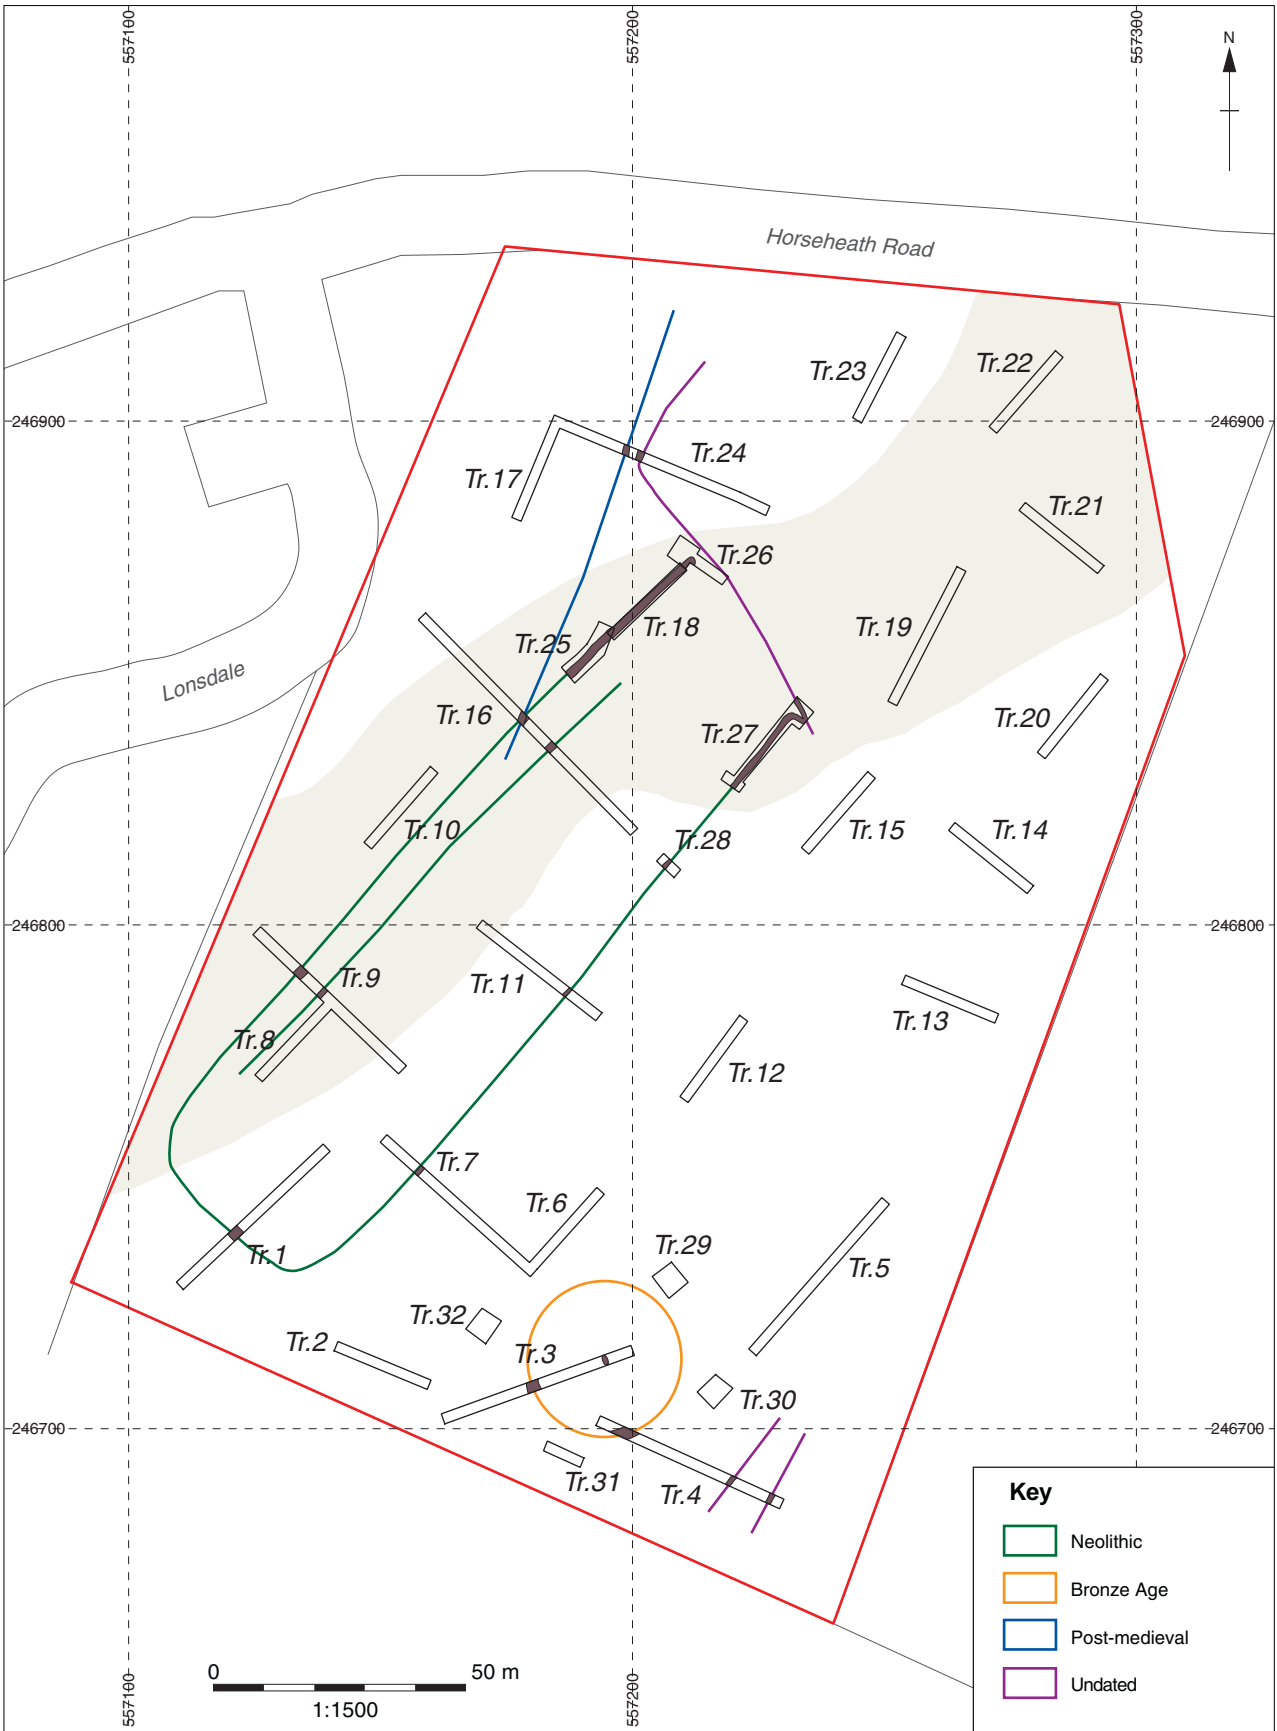 557100
557200
557300
N
Horseheath Road
Tr.23
Tr.22
246900
246900
Tr.24
Tr.17
Tr.21
Tr.26
Tr.18
Tr.19
Tr.25
Lonsdale
Tr.16
Tr.20
Tr.27
Tr.10
Tr.15
Tr.14
Tr.28
246800
246800
Tr.9
Tr.11
Tr.13
Tr.8
Tr.12
Tr.7
Tr.6
Tr.29
Tr.1
Tr.5
Tr.32
Tr.2
Tr.3
Tr.30
246700
246700
Tr.31
Tr.4
Key
Neolithic
Bronze Age
Post-medieval
Undated
0
50 m
1:1500
557100
557200